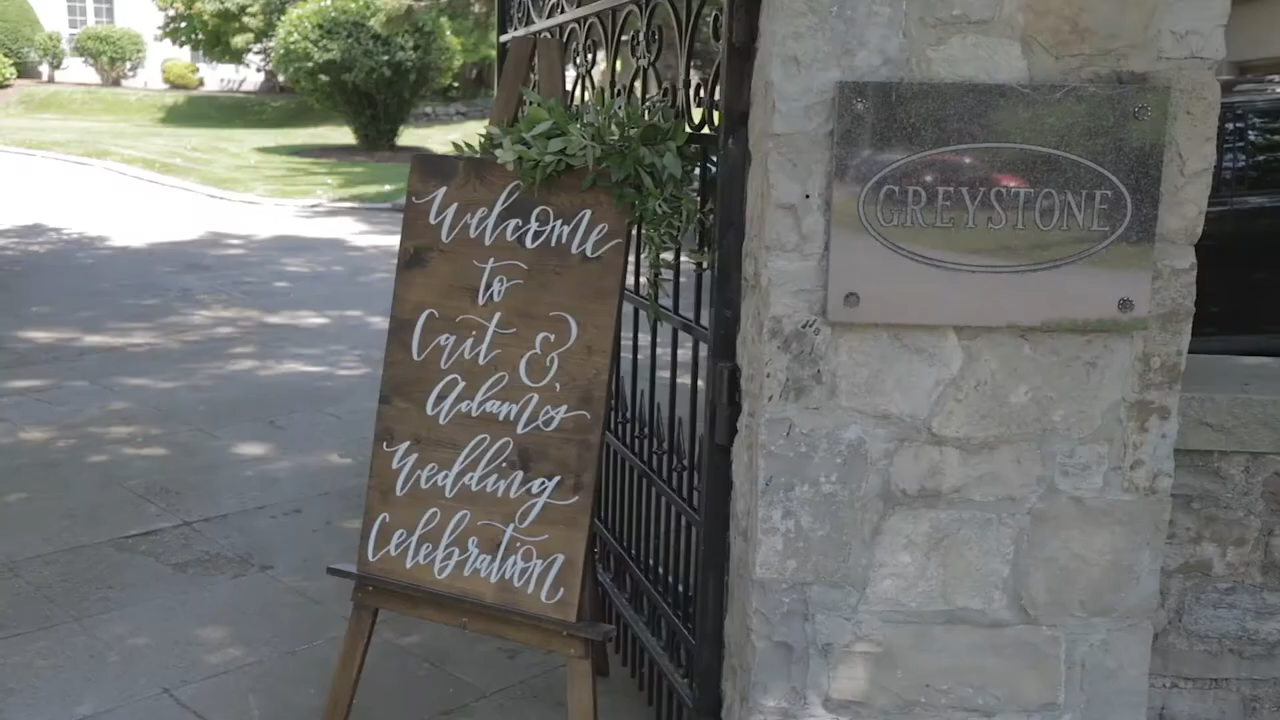 Welcome
to
Cait &
Adam's
Wedding
Celebration
GREYSTONE